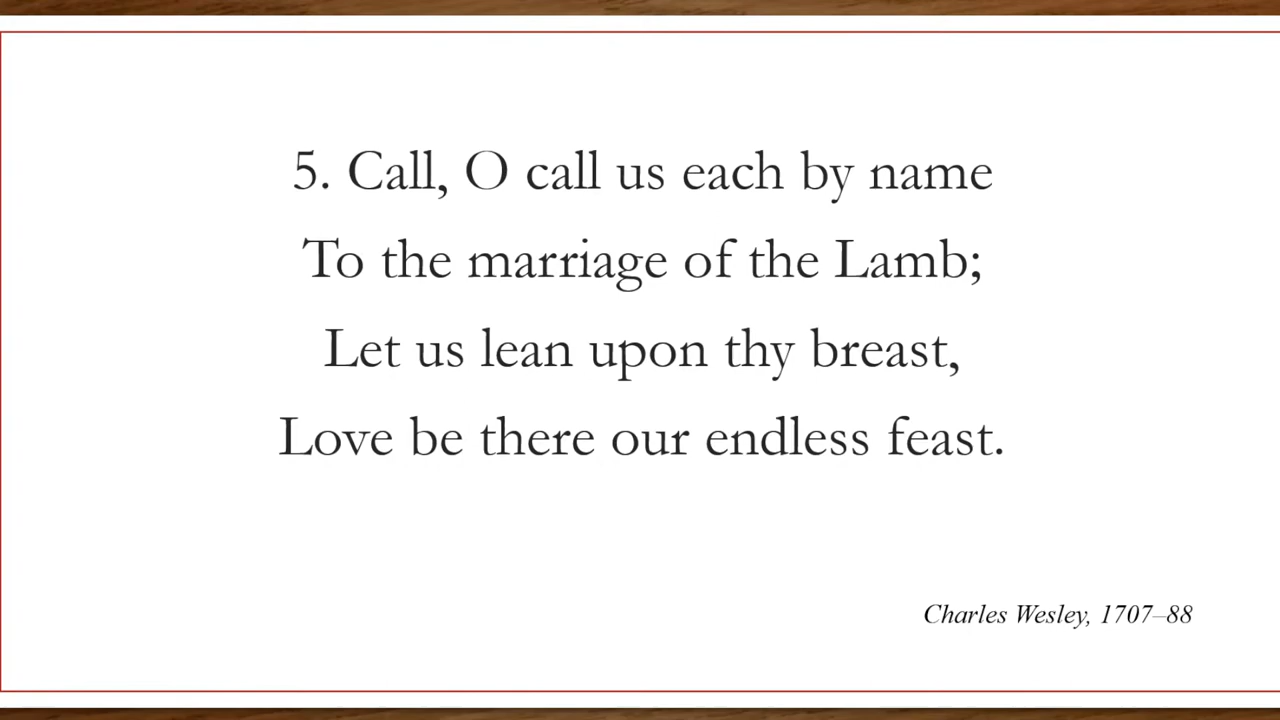 5. Call, O call us each by name
To the marriage of the Lamb;
Let us lean upon thy breast,
Love be there our endless feast.
Charles Wesley, 1707–88